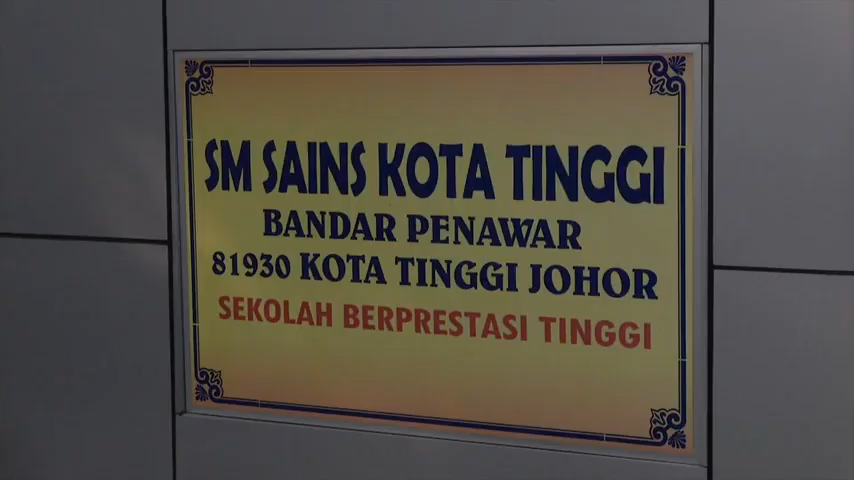 SM SAINS KOTA TINGGI
BANDAR PENAWAR
81930 KOTA TINGGI JOHOR
SEKOLAH BERPRESTASI TINGGI